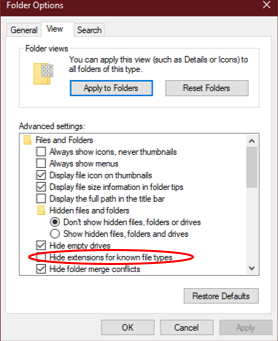 Folder Options
General View Search
Folder views
You can apply this view (such as Details or Icons) to
all folders of this type.
Apply to Folders Reset Folders
Advanced settings:
Files and Folders
Always show icons, never thumbnails
Always show menus
Display file icon on thumbnails
Display file size information in folder tips
Display the full path in the title bar
Hidden files and folders
Don't show hidden files, folders or drives
Show hidden files, folders and drives
Hide empty drives
Hide extensions for known file types
Hide folder merge conflicts
Restore Defaults
OK Cancel Apply